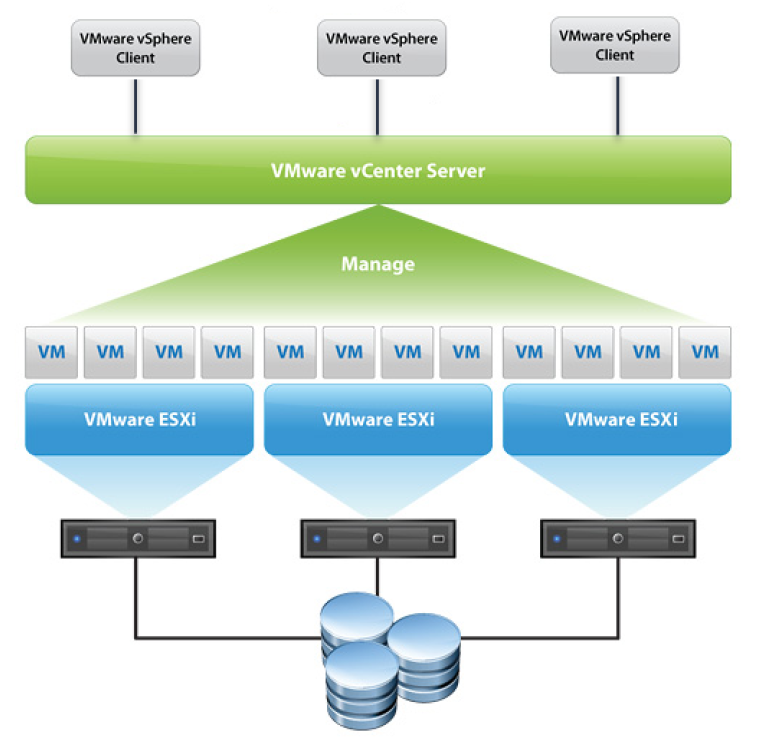 VMware vSphere
Client
VMware vSphere
Client
VMware vSphere
Client
VMware vCenter Server
Manage
VM VM VM VM VM VM VM VM VM VM VM VM
VMware ESXi VMware ESXi VMware ESXi